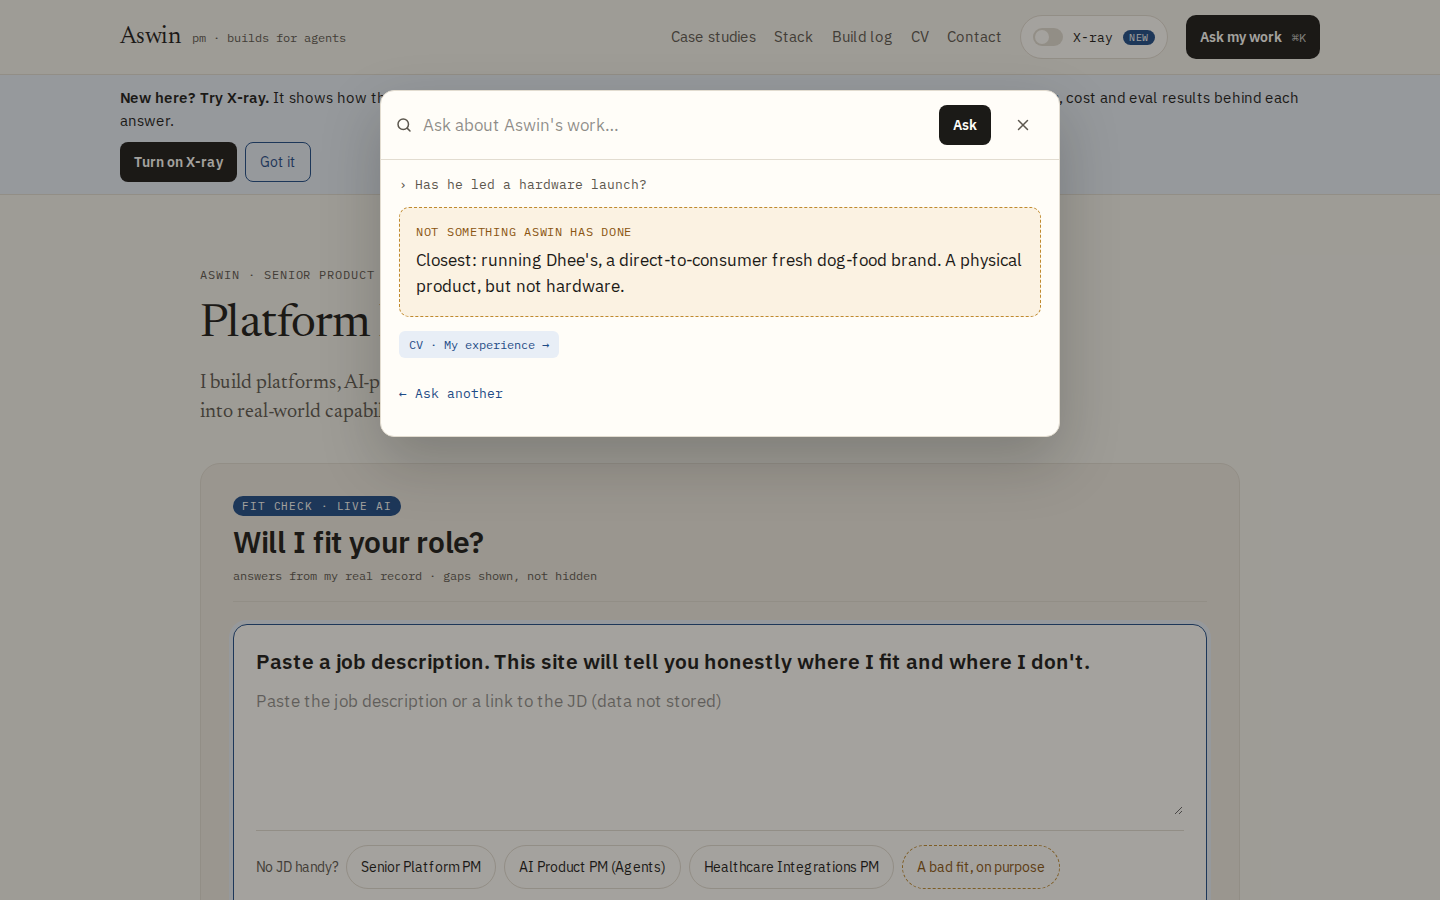 Aswin pm · builds for agents
Case studies Stack Build log CV Contact X-ray NEW Ask my work ⌘K
New here? Try X-ray. It shows how th
, cost and eval results behind each
answer.
Turn on X-ray Got it
Ask about Aswin's work... Ask
› Has he led a hardware launch?
NOT SOMETHING ASWIN HAS DONE
Closest: running Dhee's, a direct-to-consumer fresh dog-food brand. A physical
product, but not hardware.
CV · My experience →
← Ask another
ASWIN · SENIOR PRODUCT
Platform
I build platforms, AI-p
into real-world capabil
FIT CHECK · LIVE AI
Will I fit your role?
answers from my real record · gaps shown, not hidden
Paste a job description. This site will tell you honestly where I fit and where I don't.
Paste the job description or a link to the JD (data not stored)
No JD handy? Senior Platform PM AI Product PM (Agents) Healthcare Integrations PM A bad fit, on purpose